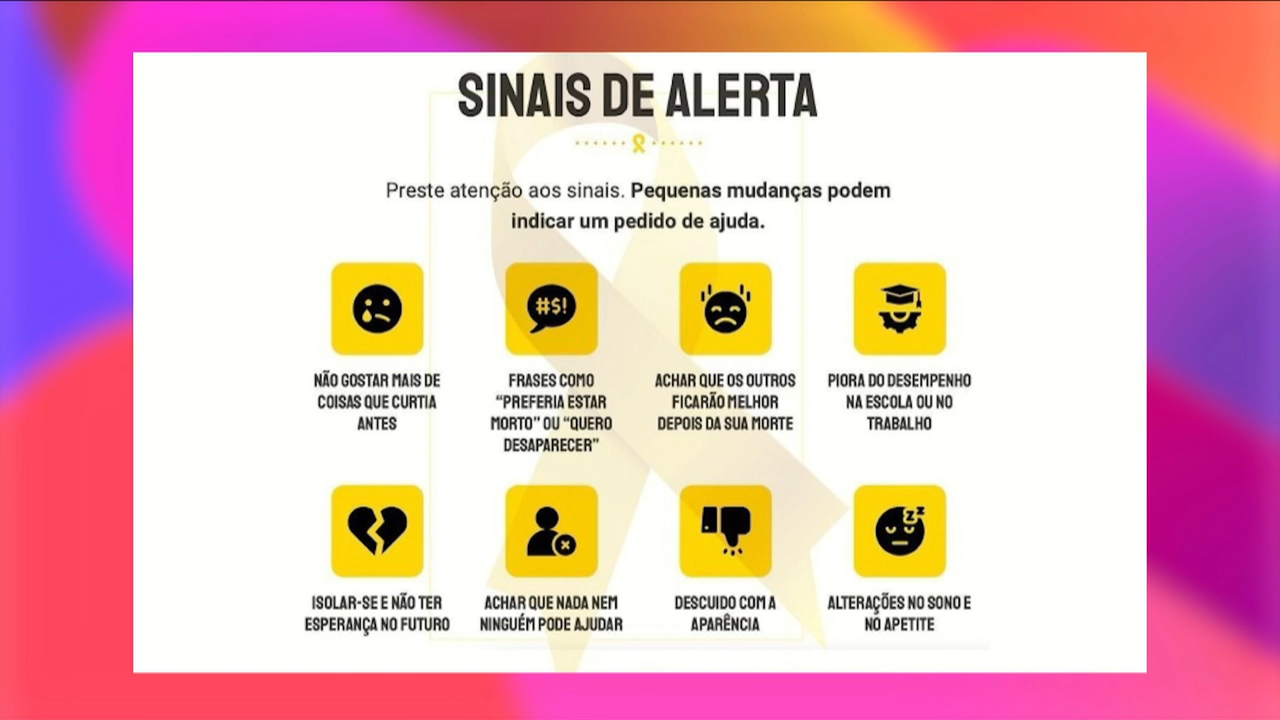 SINAIS DE ALERTA
Preste atenção aos sinais. Pequenas mudanças podem
indicar um pedido de ajuda.
#$!
NÃO GOSTAR MAIS DE
COISAS QUE CURTIA
ANTES
FRASES COMO
“PREFERIA ESTAR
MORTO” OU “QUERO
DESAPARECER”
ACHAR QUE OS OUTROS
FICARÃO MELHOR
DEPOIS DA SUA MORTE
PIORA DO DESEMPENHO
NA ESCOLA OU NO
TRABALHO
zzz
ISOLAR-SE E NÃO TER
ESPERANÇA NO FUTURO
ACHAR QUE NADA NEM
NINGUÉM PODE AJUDAR
DESCUIDO COM A
APARÊNCIA
ALTERAÇÕES NO SONO E
NO APETITE